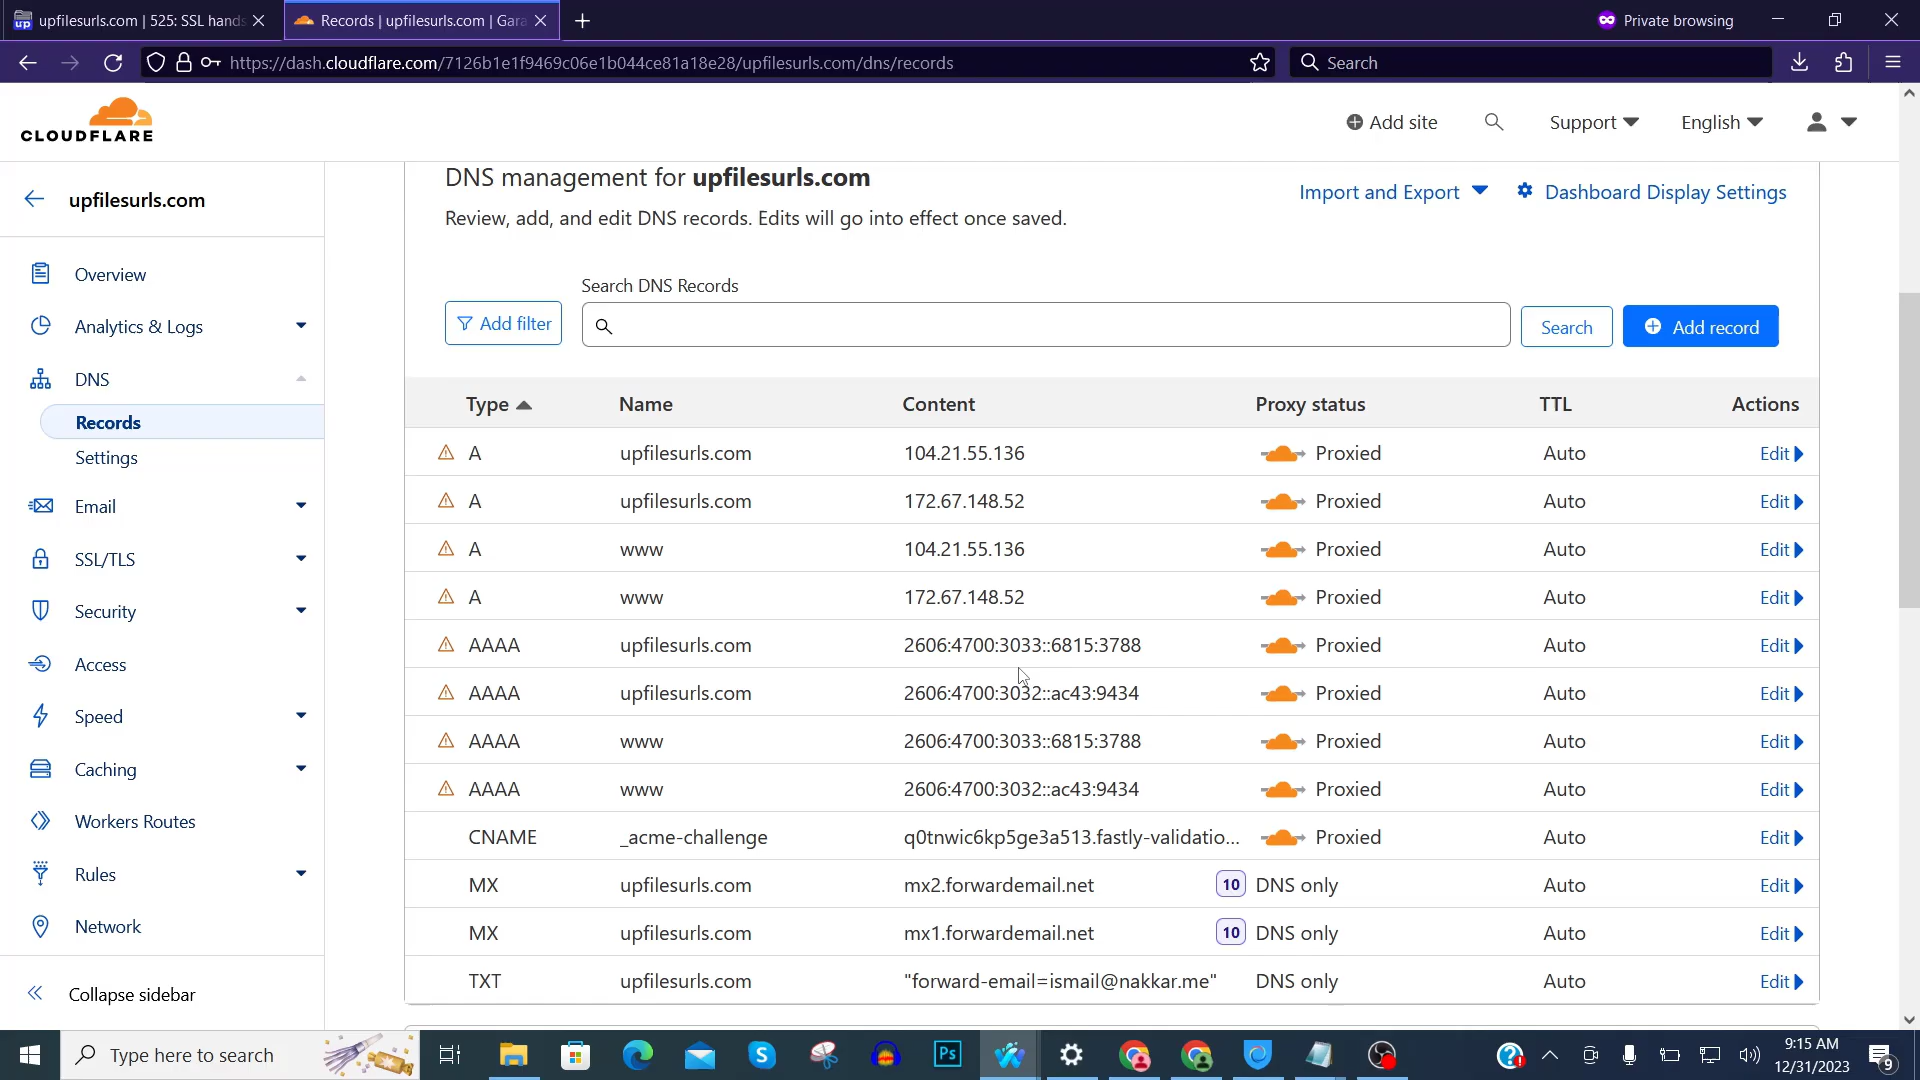 upfilesurls.com | 525: SSL hands
Records | upfilesurls.com | Gara
Private browsing
https://dash.cloudflare.com/7126b1e1f9469c06e1b044ce81a18e28/upfilesurls.com/dns/records
Search
CLOUDFLARE
Add site
Support
English
upfilesurls.com
Overview
Analytics & Logs
DNS
Records
Settings
Email
SSL/TLS
Security
Access
Speed
Caching
Workers Routes
Rules
Network
Collapse sidebar
DNS management for upfilesurls.com
Review, add, and edit DNS records. Edits will go into effect once saved.
Import and Export
Dashboard Display Settings
Search DNS Records
Add filter
Search
Add record
Type Name Content Proxy status TTL Actions
A upfilesurls.com 104.21.55.136 Proxied Auto Edit
A upfilesurls.com 172.67.148.52 Proxied Auto Edit
A www 104.21.55.136 Proxied Auto Edit
A www 172.67.148.52 Proxied Auto Edit
AAAA upfilesurls.com 2606:4700:3033::6815:3788 Proxied Auto Edit
AAAA upfilesurls.com 2606:4700:3032::ac43:9434 Proxied Auto Edit
AAAA www 2606:4700:3033::6815:3788 Proxied Auto Edit
AAAA www 2606:4700:3032::ac43:9434 Proxied Auto Edit
CNAME _acme-challenge q0tnwic6kp5ge3a513.fastly-validatio... Proxied Auto Edit
MX upfilesurls.com mx2.forwardemail.net 10 DNS only Auto Edit
MX upfilesurls.com mx1.forwardemail.net 10 DNS only Auto Edit
TXT upfilesurls.com "forward-email=ismail@nakkar.me" DNS only Auto Edit
Type here to search
Ps
9:15 AM
12/31/2023
9